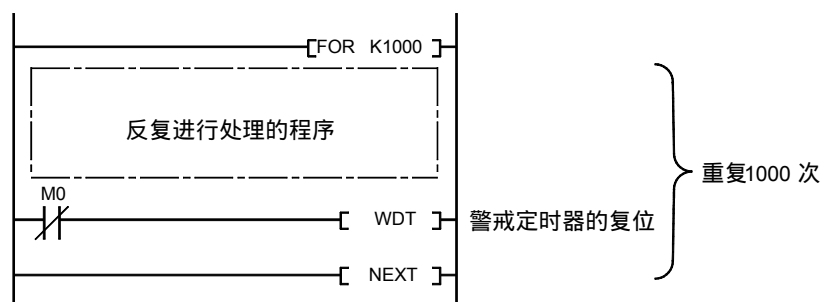 FOR K1000
反复进行处理的程序
重复1000 次
M0
WDT
警戒定时器的复位
NEXT